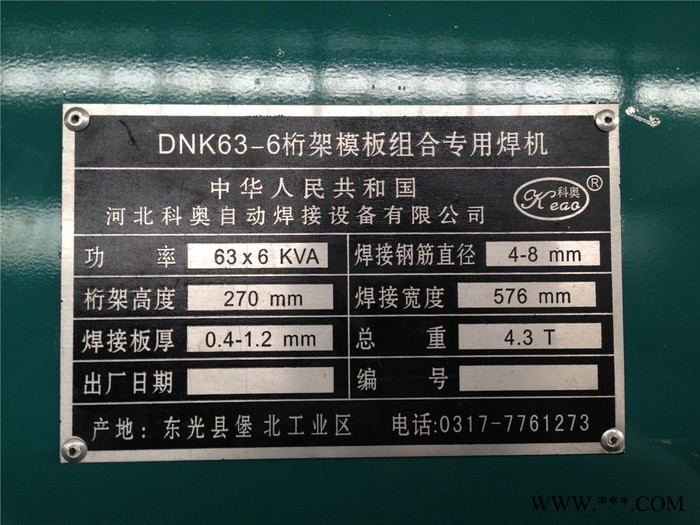 DNK63-6桁架模板组合专用焊机
中华人民共和国
河北科奥自动焊接设备有限公司
科奥
Keao
®
功 率 63x6 KVA 焊接钢筋直径 4-8 mm
桁架高度 270 mm 焊接宽度 576 mm
焊接板厚 0.4-1.2 mm 总 重 4.3 T
出厂日期 编 号
产地: 东光县堡 北工业区 电话:0317-7761273
WWW.***.COM